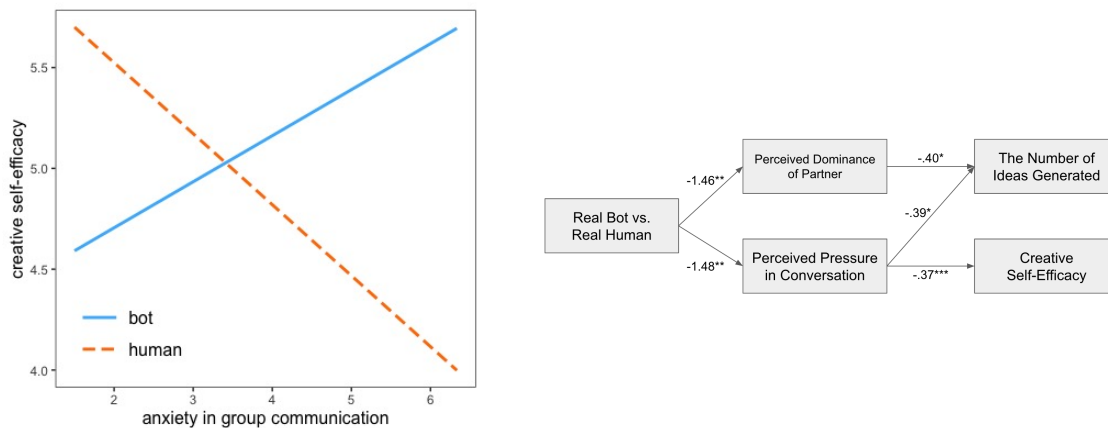 5.5
5.0
4.5
4.0
creative self-efficacy
bot
human
2 3 4 5 6
anxiety in group communication
Real Bot vs.
Real Human
-1.46**
-1.48**
Perceived Dominance
of Partner
Perceived Pressure
in Conversation
-.40*
-.39*
-.37***
The Number of
Ideas Generated
Creative
Self-Efficacy